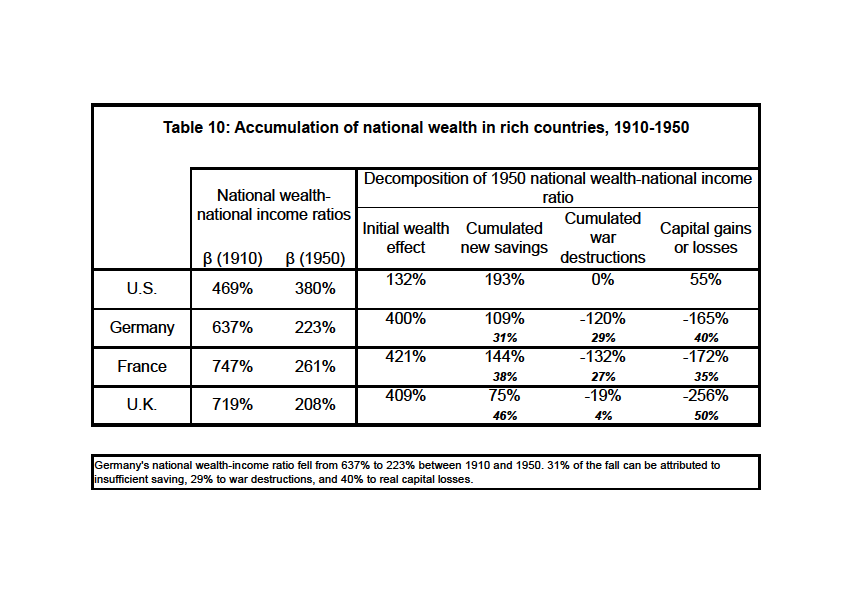 Table 10: Accumulation of national wealth in rich countries, 1910-1950
National wealth-
national income ratios
Decomposition of 1950 national wealth-national income
ratio
β (1910) β (1950)
Initial wealth
effect
Cumulated
new savings
Cumulated
war
destructions
Capital gains
or losses
U.S. 469% 380% 132% 193% 0% 55%
Germany 637% 223% 400% 109% -120% -165%
31% 29% 40%
France 747% 261% 421% 144% -132% -172%
38% 27% 35%
U.K. 719% 208% 409% 75% -19% -256%
46% 4% 50%
Germany's national wealth-income ratio fell from 637% to 223% between 1910 and 1950. 31% of the fall can be attributed to
insufficient saving, 29% to war destructions, and 40% to real capital losses.